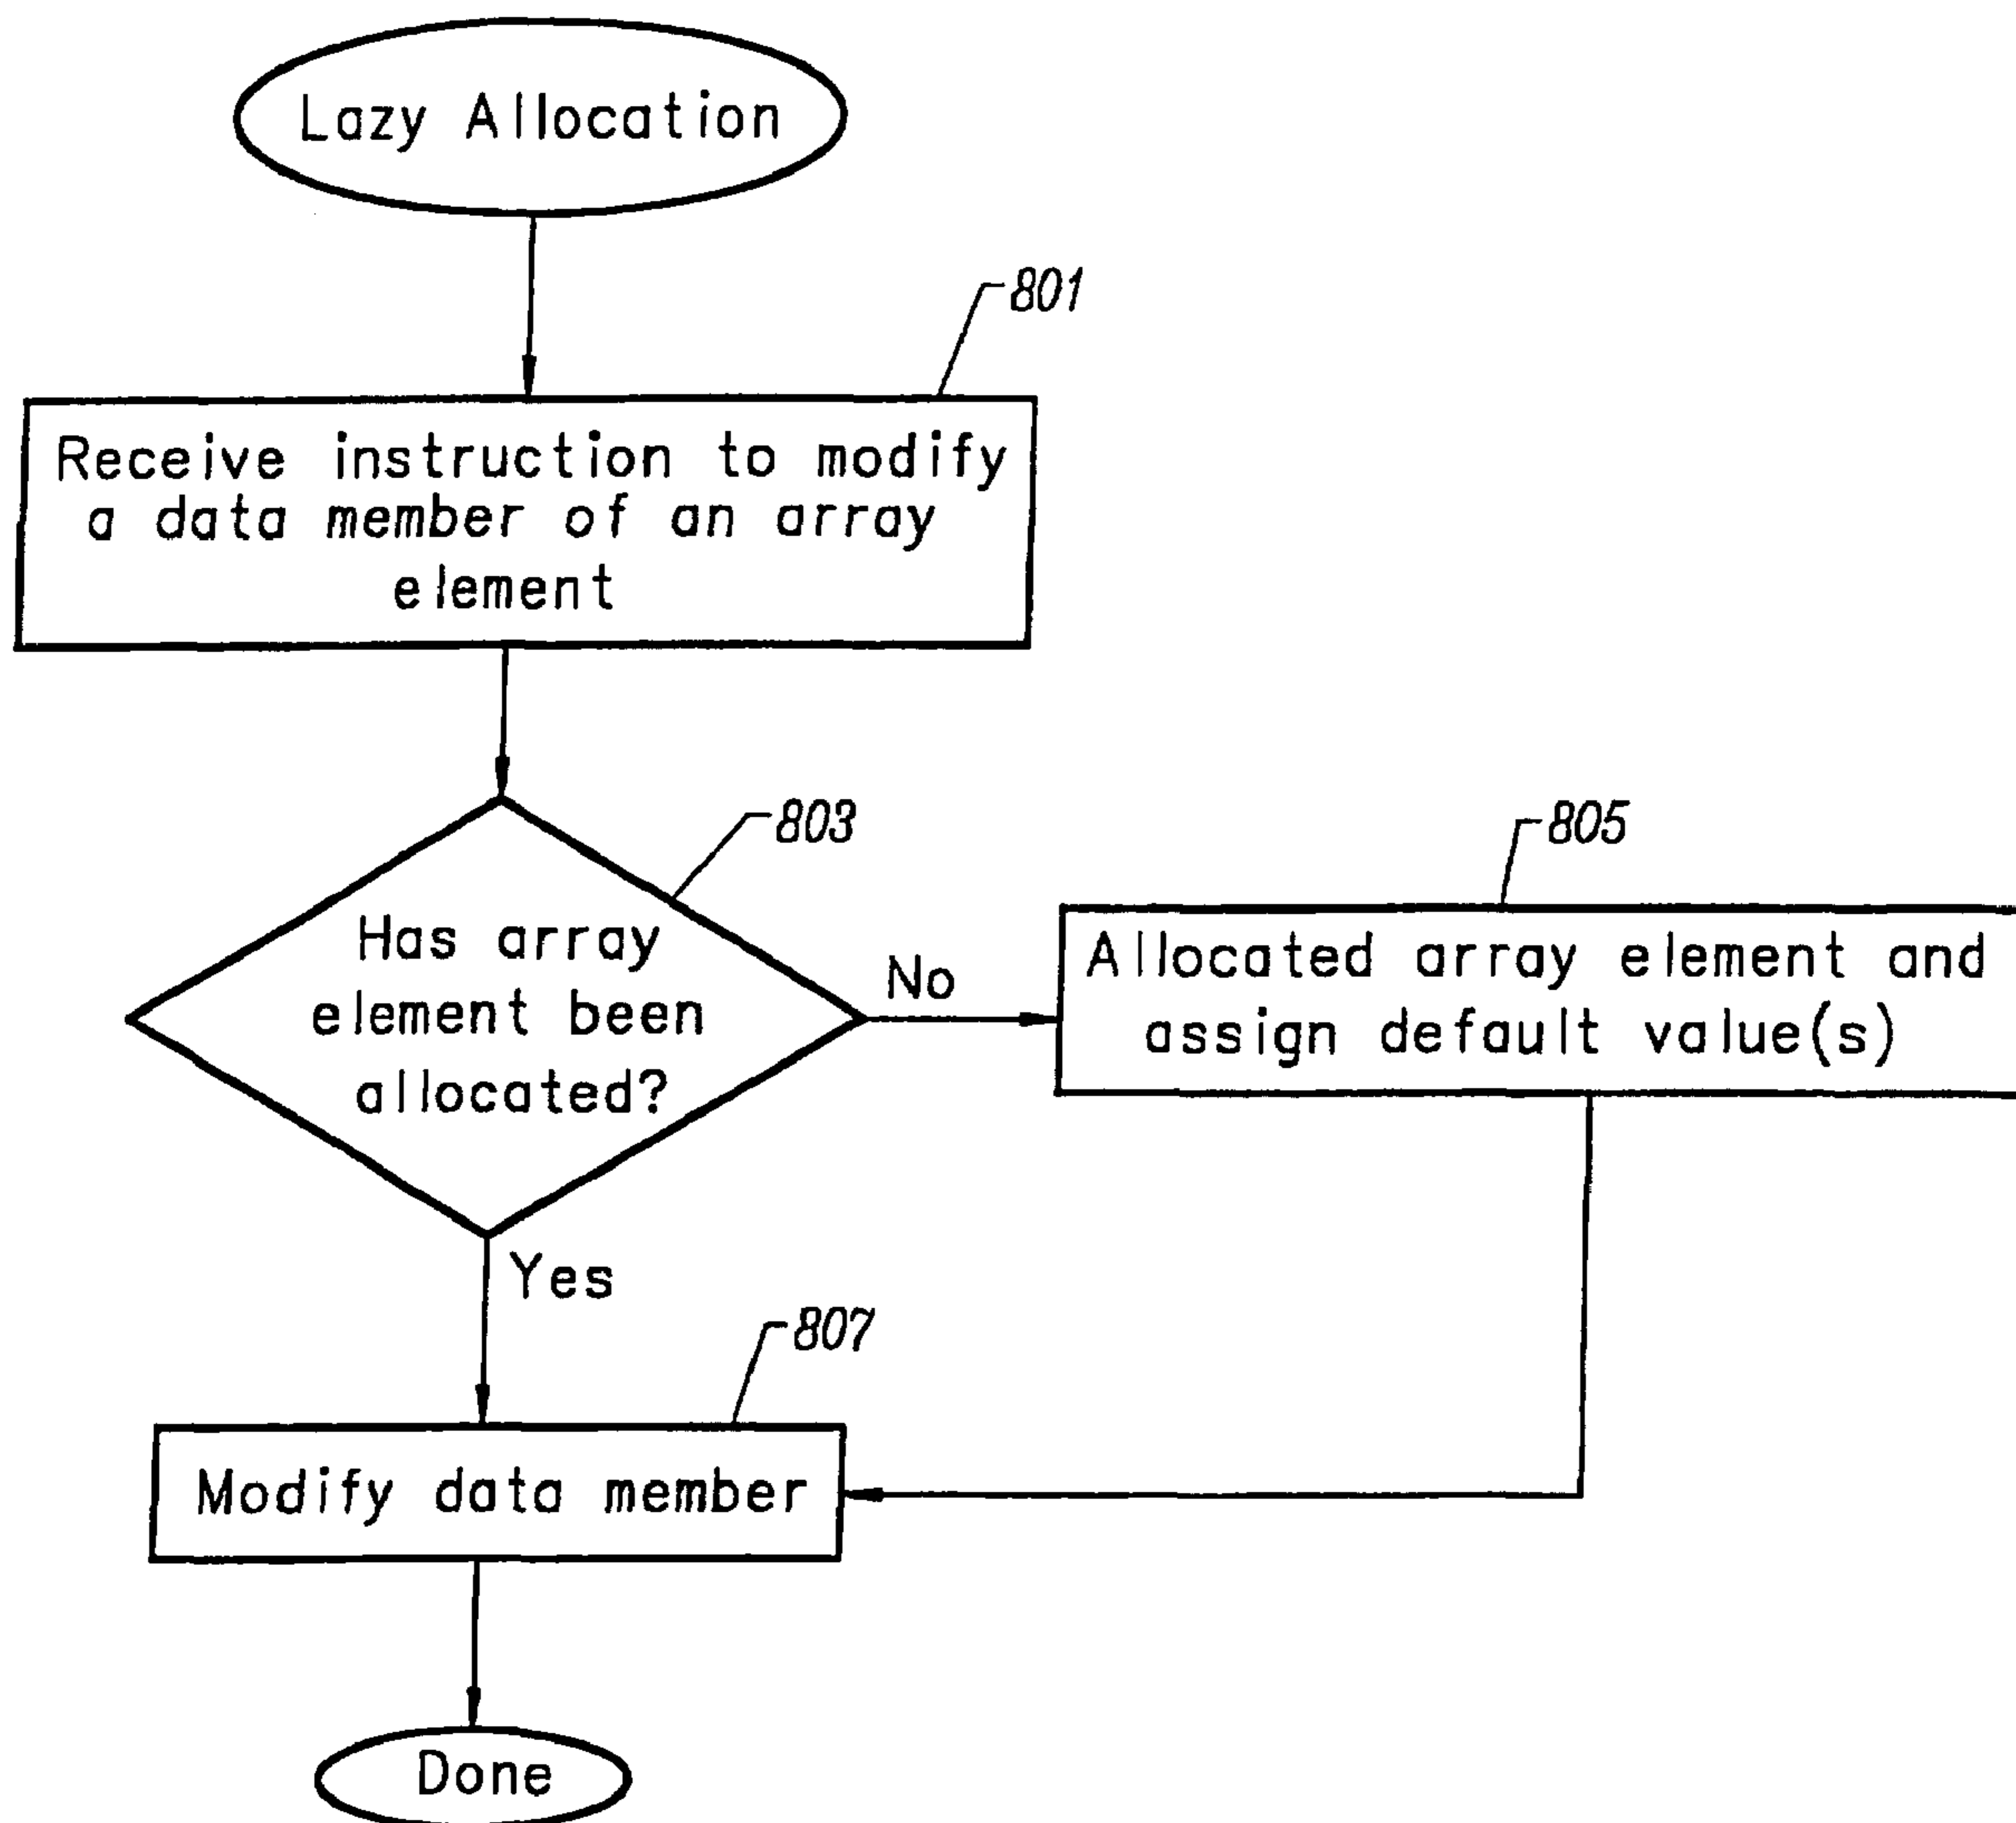 Lazy Allocation
801
Receive instruction to modify
a data member of an array
element
803
Has array
element been
allocated?
No
805
Allocated array element and
assign default value(s)
Yes
807
Modify data member
Done